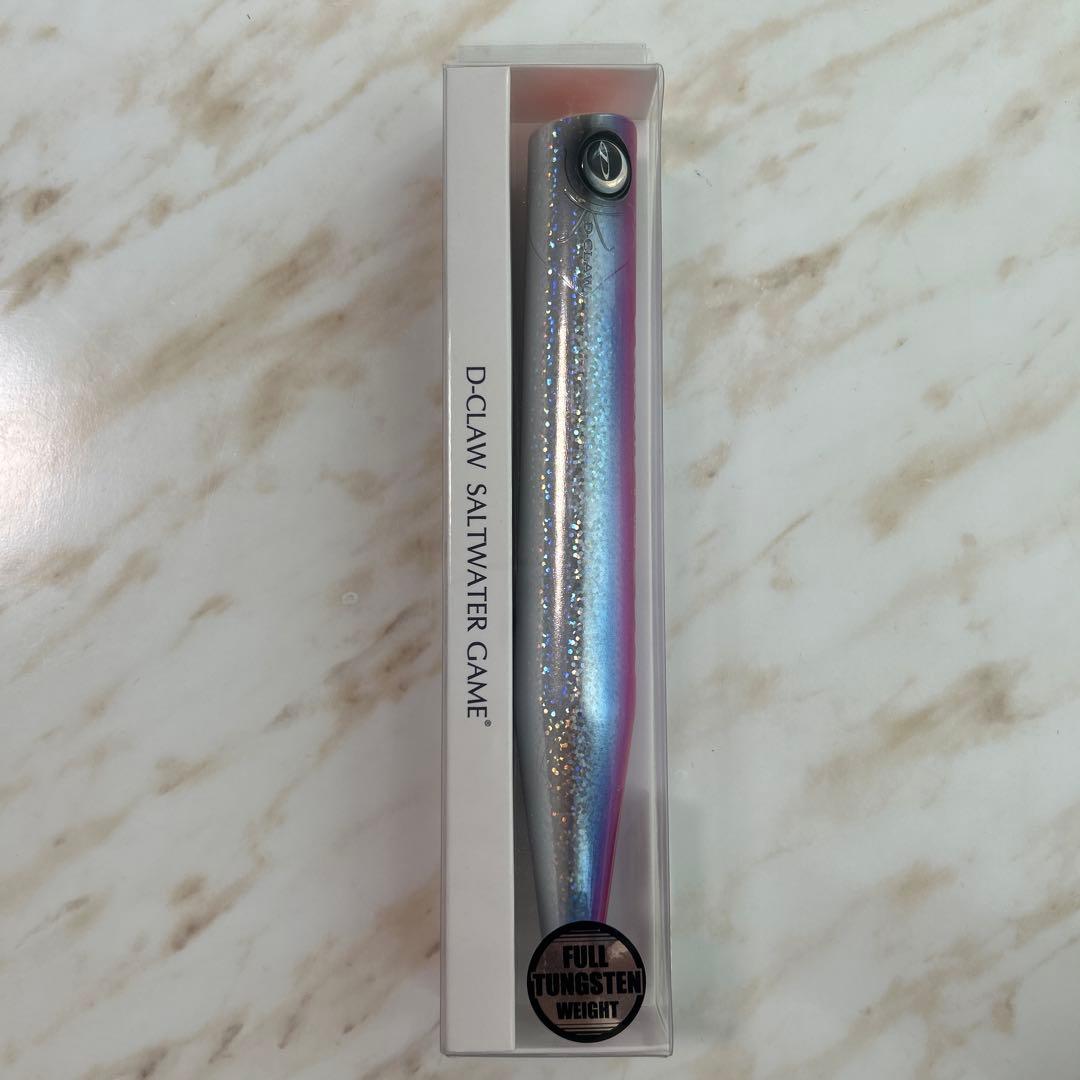 D-CLAW SALTWATER GAME®
D-CLAW
FULL
TUNGSTEN
WEIGHT